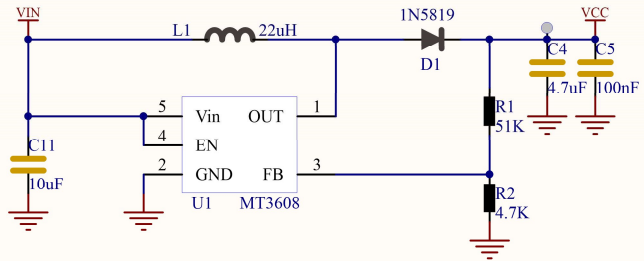 VIN
L1
22uH
1N5819
D1
VCC
C4
4.7uF
C5
100nF
5
Vin
OUT
1
4
EN
2
GND
FB
3
U1
MT3608
C11
10uF
R1
51K
R2
4.7K